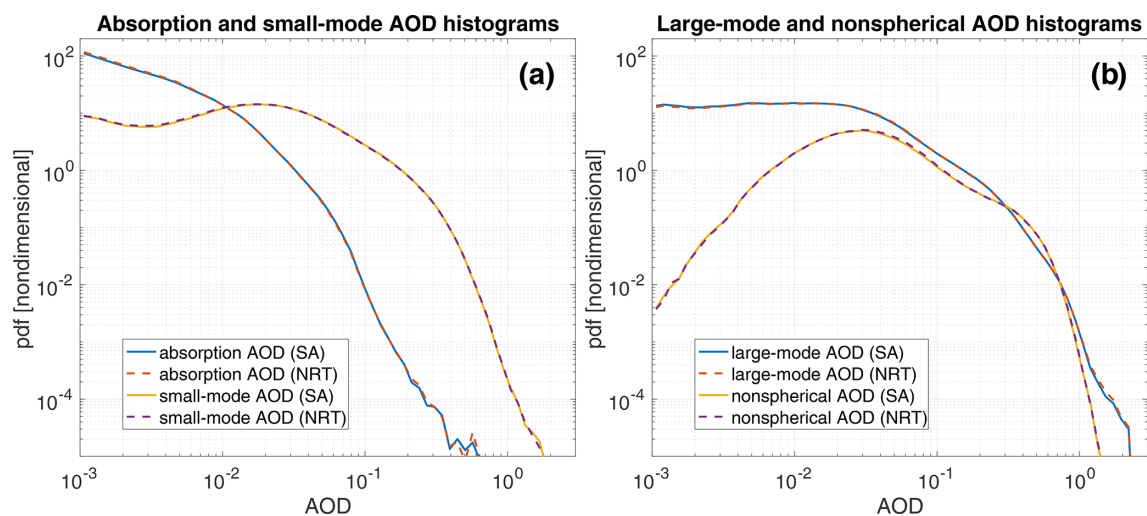 Absorption and small-mode AOD histograms
(a)
10^2
10^0
10^-2
10^-4
pdf [nondimensional]
absorption AOD (SA)
absorption AOD (NRT)
small-mode AOD (SA)
small-mode AOD (NRT)
10^-3
10^-2
10^-1
10^0
AOD
Large-mode and nonspherical AOD histograms
(b)
10^2
10^0
10^-2
10^-4
pdf [nondimensional]
large-mode AOD (SA)
large-mode AOD (NRT)
nonspherical AOD (SA)
nonspherical AOD (NRT)
10^-3
10^-2
10^-1
10^0
AOD